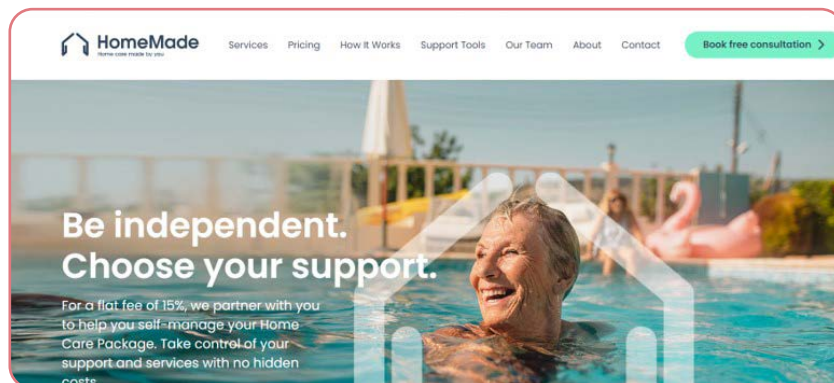 HomeMade
Home care made by you
Services
Pricing
How It Works
Support Tools
Our Team
About
Contact
Book free consultation
Be independent.
Choose your support.
For a flat fee of 15%, we partner with you
to help you self-manage your Home
Care Package. Take control of your
support and services with no hidden
costs